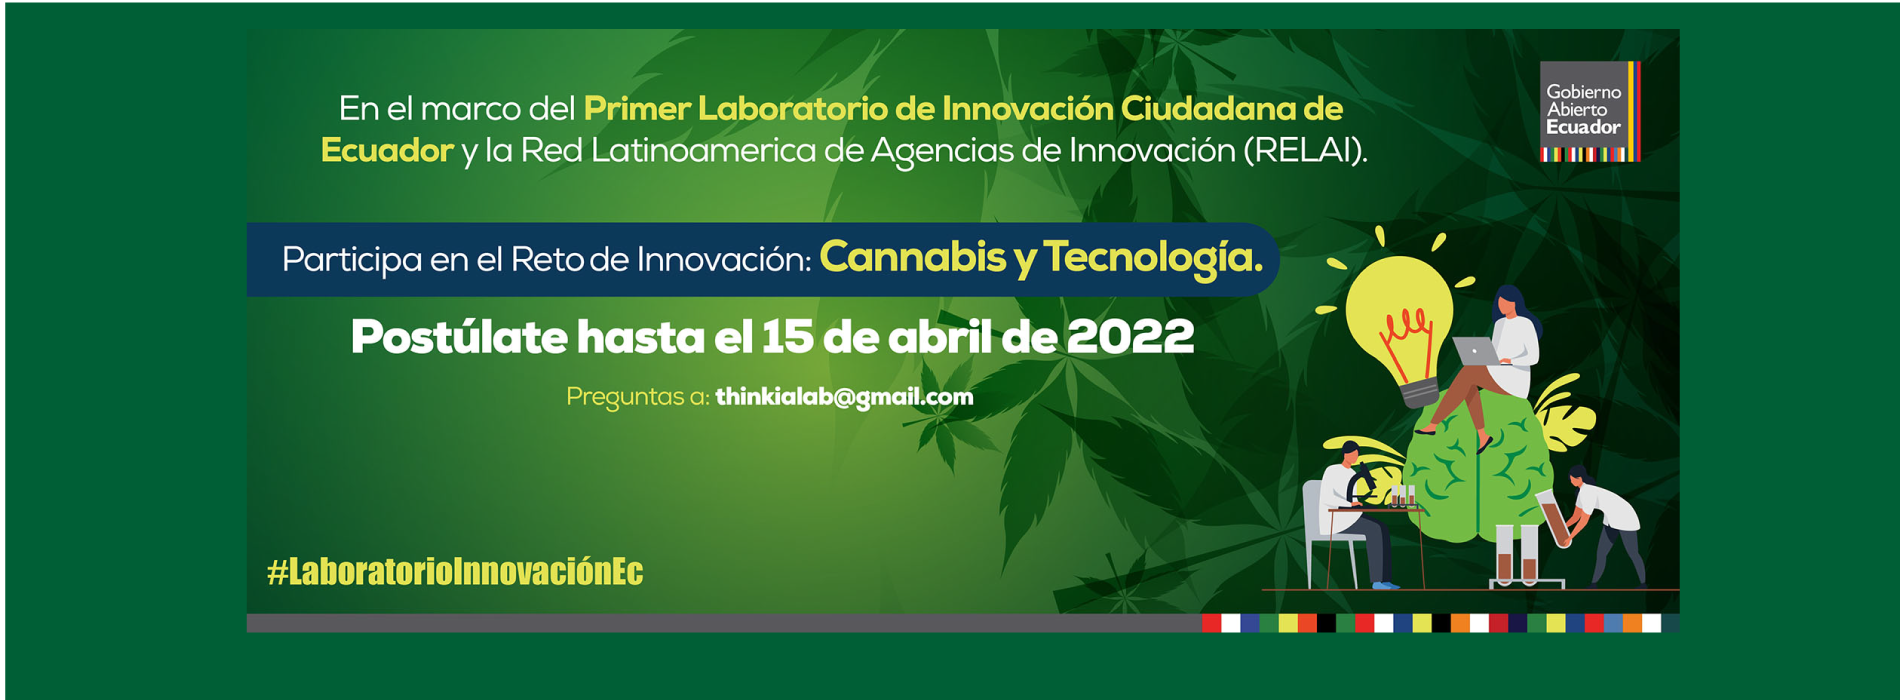 En el marco del Primer Laboratorio de Innovación Ciudadana de
Ecuador y la Red Latinoamerica de Agencias de Innovación (RELAI).
Gobierno
Abierto
Ecuador
Participa en el Reto de Innovación: Cannabis y Tecnología.
Postúlate hasta el 15 de abril de 2022
Preguntas a: thinkialab@gmail.com
#LaboratorioInnovaciónEc